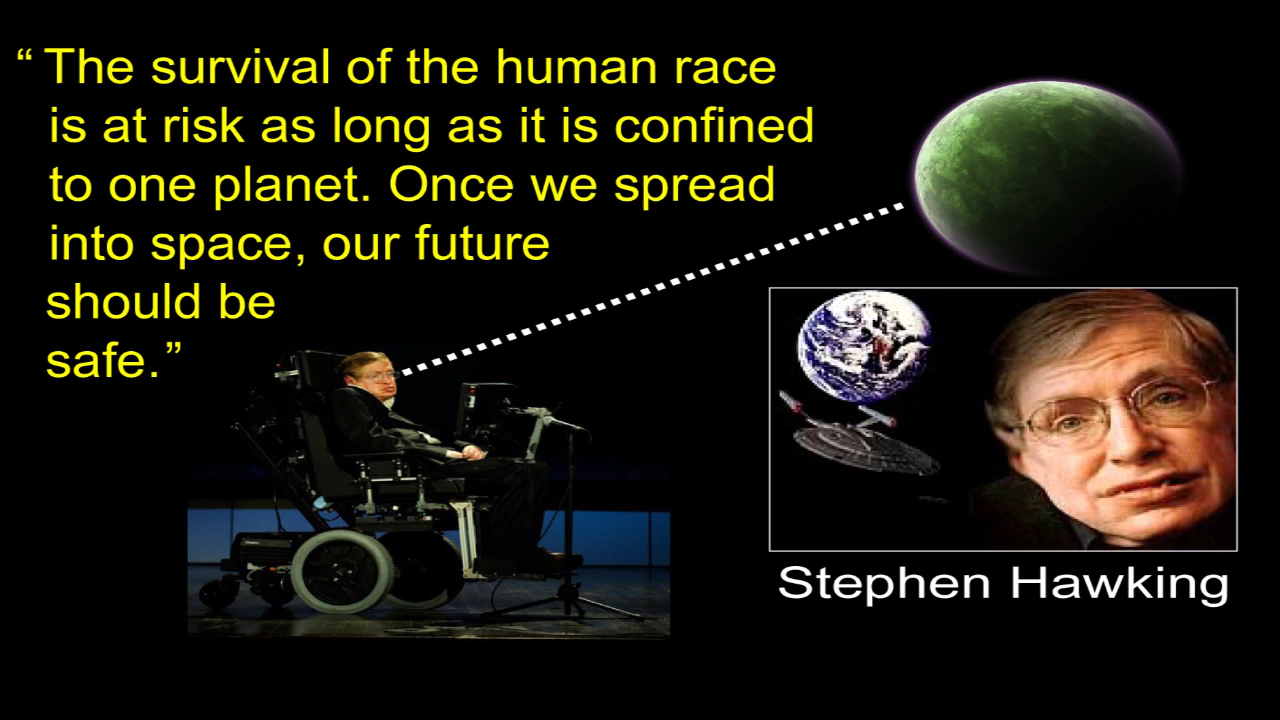 “ The survival of the human race
is at risk as long as it is confined
to one planet. Once we spread
into space, our future
should be
safe.”
Stephen Hawking